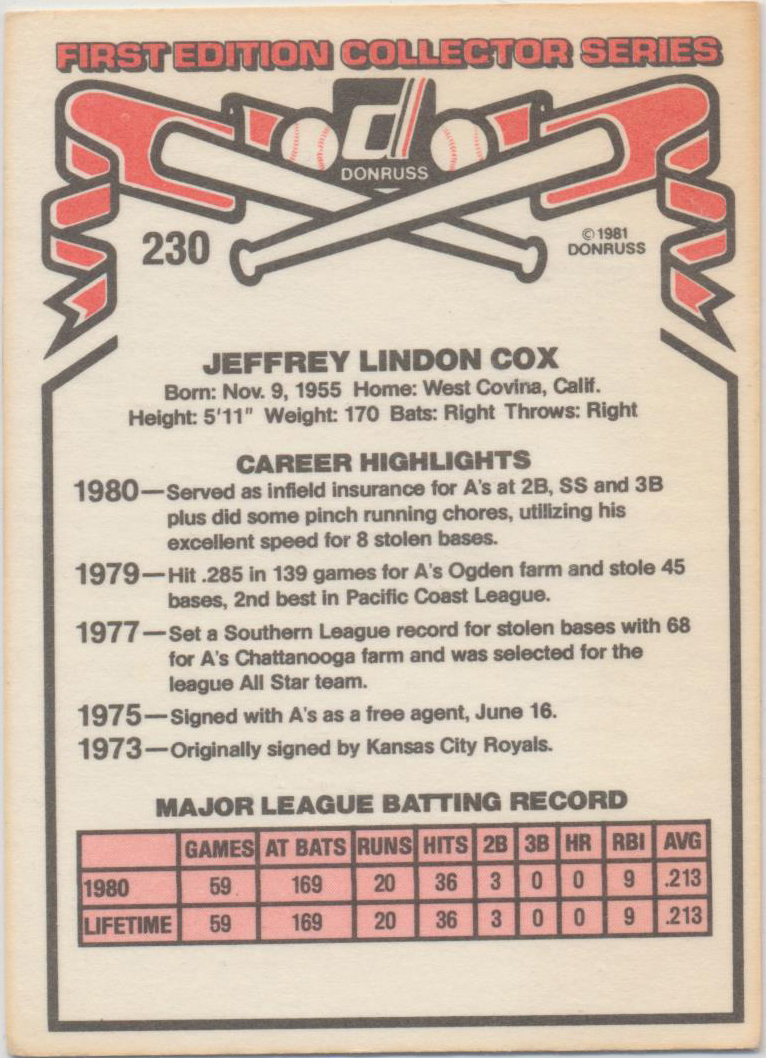 FIRST EDITION COLLECTOR SERIES
d
DONRUSS
230
©1981
DONRUSS
JEFFREY LINDON COX
Born: Nov. 9, 1955 Home: West Covina, Calif.
Height: 5'11" Weight: 170 Bats: Right Throws: Right
CAREER HIGHLIGHTS
1980—Served as infield insurance for A's at 2B, SS and 3B
plus did some pinch running chores, utilizing his
excellent speed for 8 stolen bases.
1979—Hit .285 in 139 games for A's Ogden farm and stole 45
bases, 2nd best in Pacific Coast League.
1977—Set a Southern League record for stolen bases with 68
for A's Chattanooga farm and was selected for the
league All Star team.
1975—Signed with A's as a free agent, June 16.
1973—Originally signed by Kansas City Royals.
MAJOR LEAGUE BATTING RECORD
GAMES AT BATS RUNS HITS 2B 3B HR RBI AVG
1980 59 169 20 36 3 0 0 9 .213
LIFETIME 59 169 20 36 3 0 0 9 .213